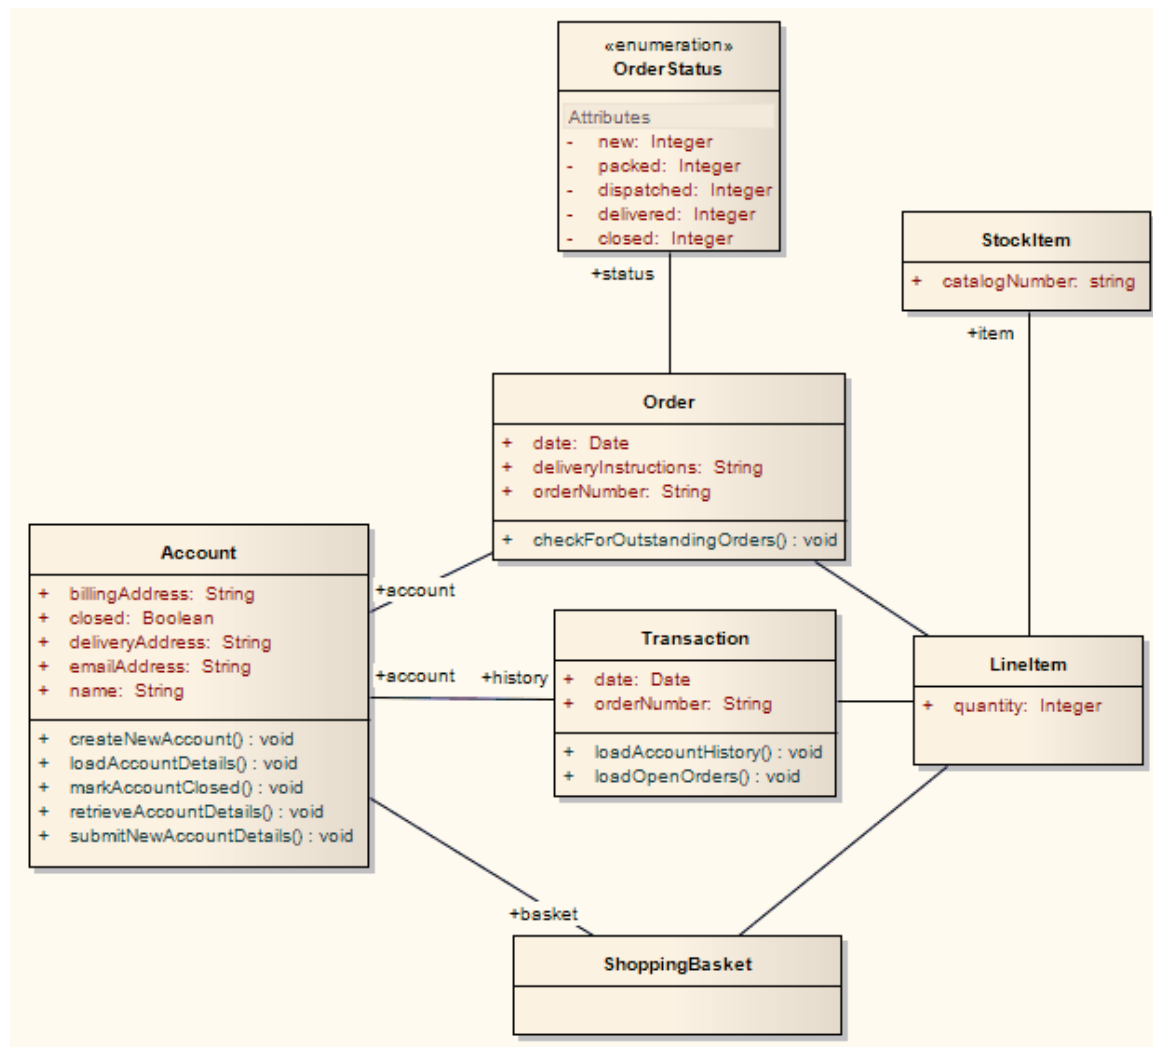 «enumeration»
OrderStatus
Attributes
- new: Integer
- packed: Integer
- dispatched: Integer
- delivered: Integer
- closed: Integer
+status
StockItem
+ catalogNumber: string
+item
Order
+ date: Date
+ deliveryInstructions: String
+ orderNumber: String
+ checkForOutstandingOrders() : void
Account
+ billingAddress: String
+ closed: Boolean
+ deliveryAddress: String
+ emailAddress: String
+ name: String
+ createNewAccount() : void
+ loadAccountDetails() : void
+ markAccountClosed() : void
+ retrieveAccountDetails() : void
+ submitNewAccountDetails() : void
+account
+account
+history
Transaction
+ date: Date
+ orderNumber: String
+ loadAccountHistory() : void
+ loadOpenOrders() : void
LineItem
+ quantity: Integer
+basket
ShoppingBasket